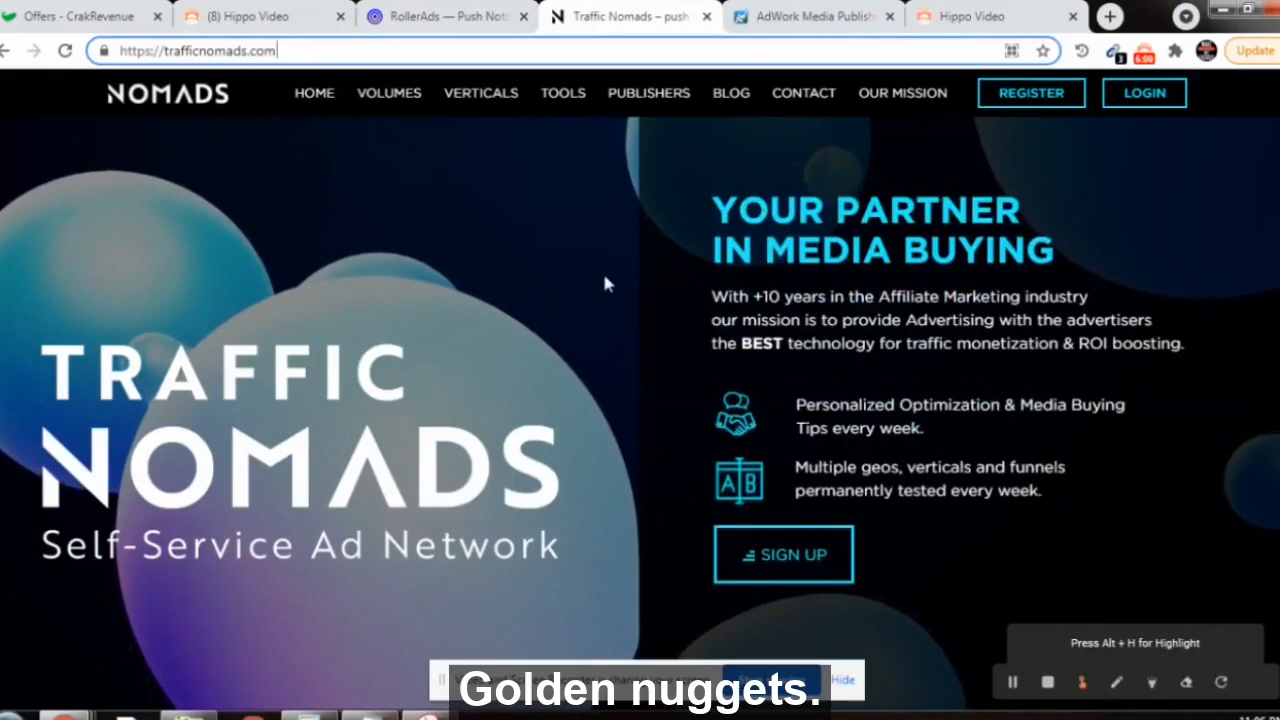 Offers - CrakRevenue
(8) Hippo Video
RollerAds — Push Noti
Traffic Nomads – push
AdWork Media Publish
Hippo Video
https://trafficnomads.com
3
6:00
Update
NOMADS
HOME
VOLUMES
VERTICALS
TOOLS
PUBLISHERS
BLOG
CONTACT
OUR MISSION
REGISTER
LOGIN
TRAFFIC
NOMADS
Self-Service Ad Network
YOUR PARTNER
IN MEDIA BUYING
With +10 years in the Affiliate Marketing industry
our mission is to provide Advertising with the advertisers
the BEST technology for traffic monetization & ROI boosting.
Personalized Optimization & Media Buying
Tips every week.
A B
Multiple geos, verticals and funnels
permanently tested every week.
SIGN UP
Press Alt + H for Highlight
Hide
Golden nuggets.